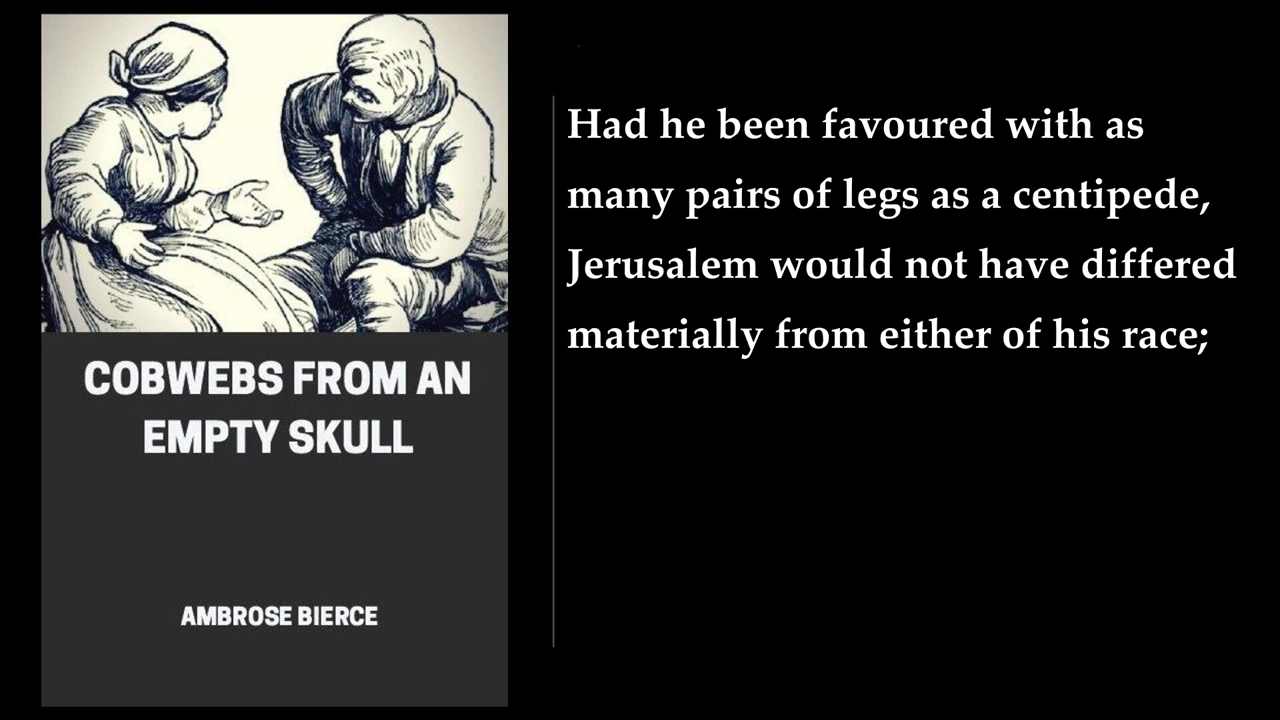 COBWEBS FROM AN
EMPTY SKULL
AMBROSE BIERCE
Had he been favoured with as
many pairs of legs as a centipede,
Jerusalem would not have differed
materially from either of his race;